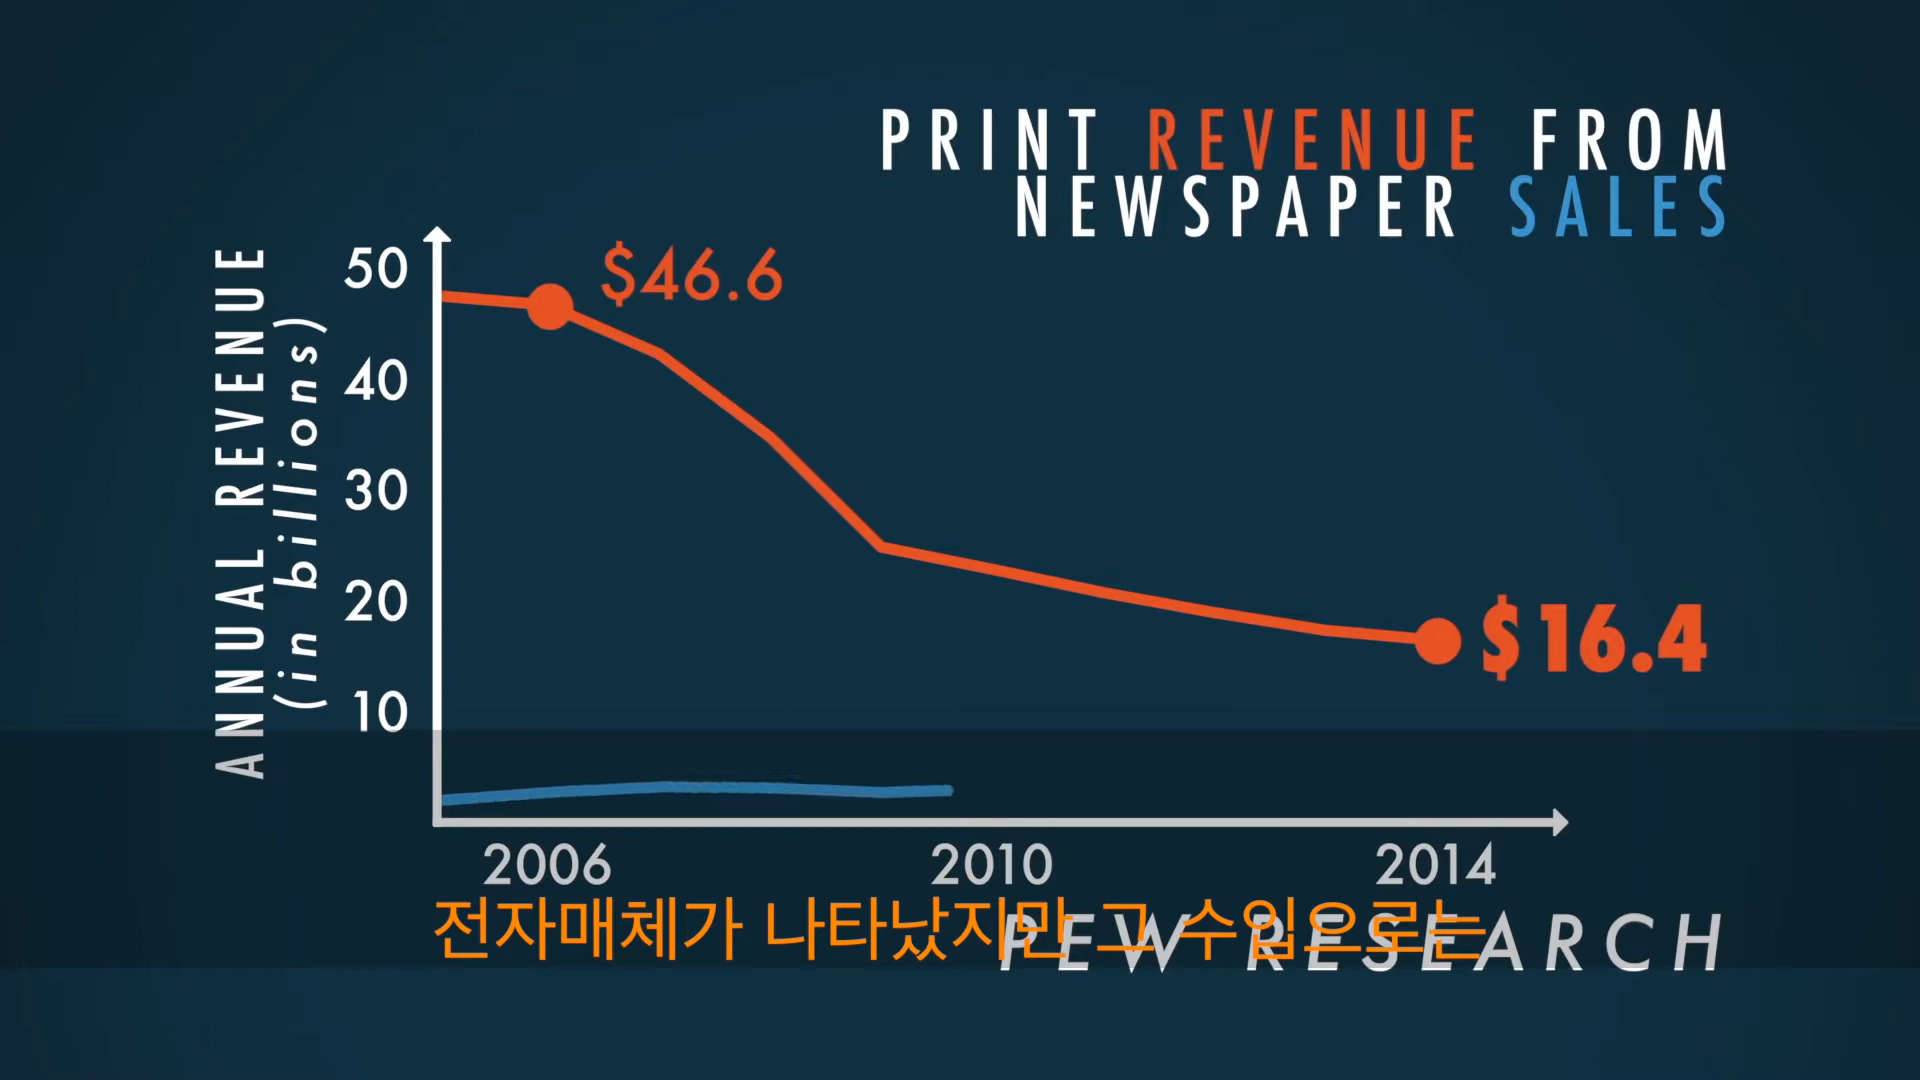 PRINT REVENUE FROM
NEWSPAPER SALES
ANNUAL REVENUE
(in billions)
50
40
30
20
10
$46.6
$16.4
2006
2010
2014
전자매체가 나타났지만 그 수입으로는
PEW RESEARCH